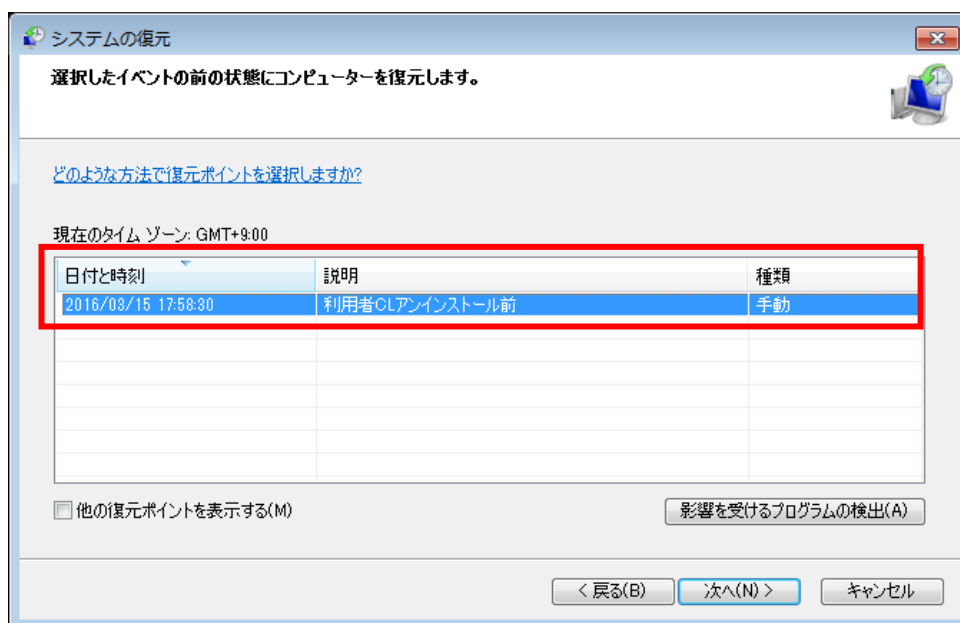 システムの復元
選択したイベントの前の状態にコンピューターを復元します。
どのような方法で復元ポイントを選択しますか?
現在のタイム ゾーン: GMT+9:00
日付と時刻 説明 種類
2016/03/15 17:58:30 利用者CLアンインストール前 手動
他の復元ポイントを表示する(M) 影響を受けるプログラムの検出(A)
< 戻る(B) 次へ(N) > キャンセル